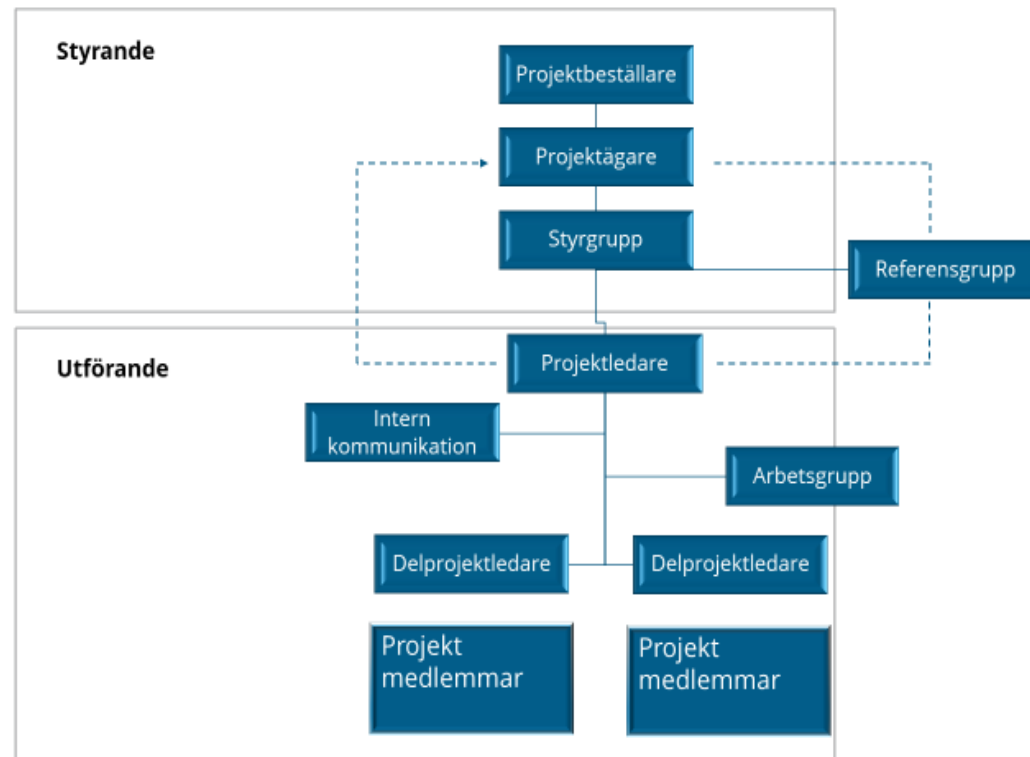 Styrande
Projektbeställare
Projektägare
Styrgrupp
Referensgrupp
Utförande
Projektledare
Intern
kommunikation
Arbetsgrupp
Delprojektledare
Delprojektledare
Projekt
medlemmar
Projekt
medlemmar